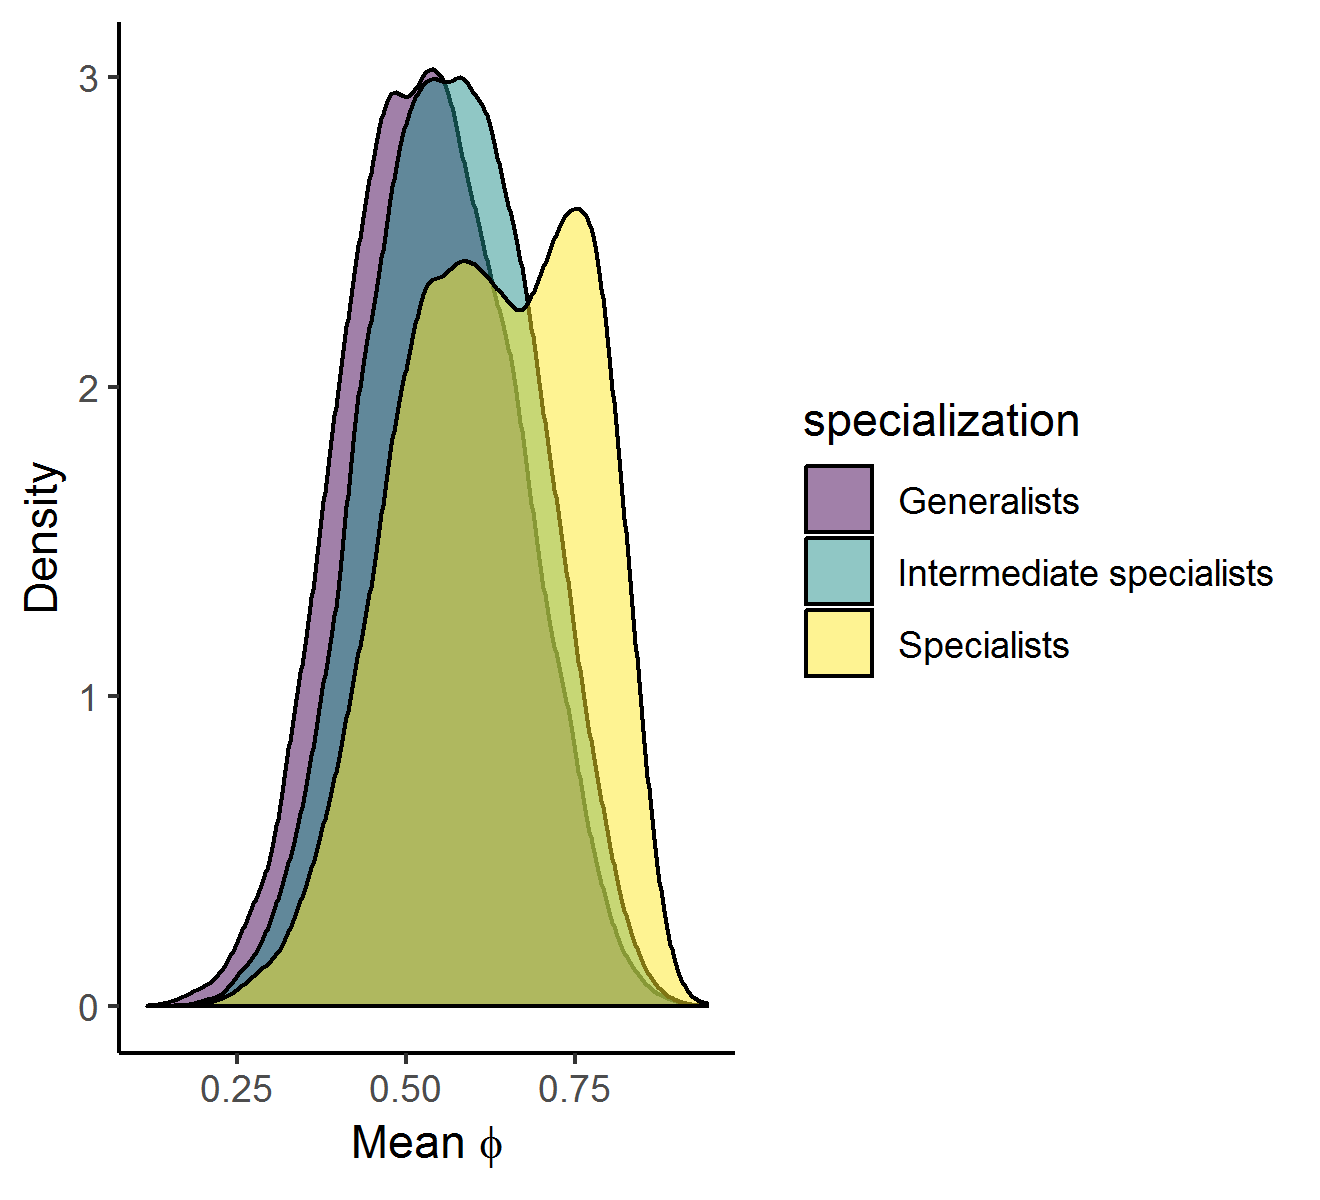 3
2
1
0
Density
0.25 0.50 0.75
Mean ϕ
specialization
Generalists
Intermediate specialists
Specialists